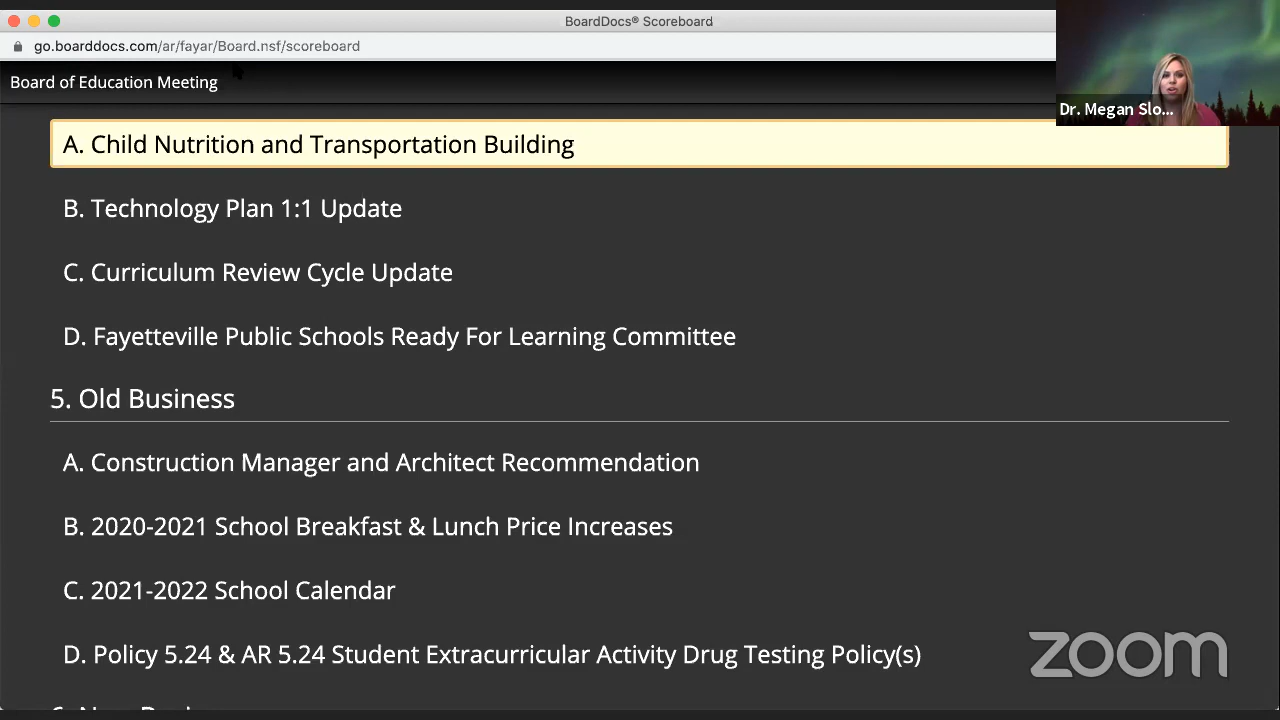 BoardDocs® Scoreboard
go.boarddocs.com/ar/fayar/Board.nsf/scoreboard
Board of Education Meeting
Dr. Megan Slo...
A. Child Nutrition and Transportation Building
B. Technology Plan 1:1 Update
C. Curriculum Review Cycle Update
D. Fayetteville Public Schools Ready For Learning Committee
5. Old Business
A. Construction Manager and Architect Recommendation
B. 2020-2021 School Breakfast & Lunch Price Increases
C. 2021-2022 School Calendar
D. Policy 5.24 & AR 5.24 Student Extracurricular Activity Drug Testing Policy(s)
zoom